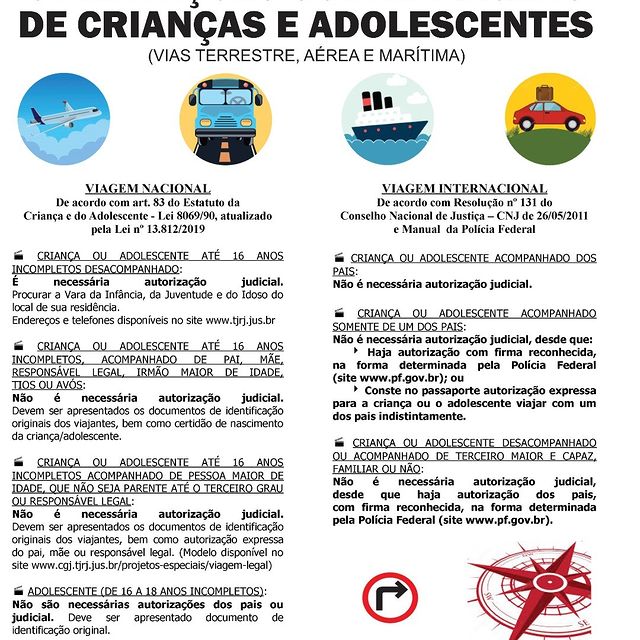 DE CRIANÇAS E ADOLESCENTES
(VIAS TERRESTRE, AÉREA E MARÍTIMA)
VIAGEM NACIONAL
De acordo com art. 83 do Estatuto da
Criança e do Adolescente - Lei 8069/90, atualizado
pela Lei nº 13.812/2019
CRIANÇA OU ADOLESCENTE ATÉ 16 ANOS
INCOMPLETOS DESACOMPANHADO:
É necessária autorização judicial.
Procurar a Vara da Infância, da Juventude e do Idoso do
local de sua residência.
Endereços e telefones disponíveis no site www.tjrj.jus.br
CRIANÇA OU ADOLESCENTE ATÉ 16 ANOS
INCOMPLETOS, ACOMPANHADO DE PAI, MÃE,
RESPONSÁVEL LEGAL, IRMÃO MAIOR DE IDADE,
TIOS OU AVÓS:
Não é necessária autorização judicial.
Devem ser apresentados os documentos de identificação
originais dos viajantes, bem como certidão de nascimento
da criança/adolescente.
CRIANÇA OU ADOLESCENTE ATÉ 16 ANOS
INCOMPLETOS ACOMPANHADO DE PESSOA MAIOR DE
IDADE, QUE NÃO SEJA PARENTE ATÉ O TERCEIRO GRAU
OU RESPONSÁVEL LEGAL:
Não é necessária autorização judicial.
Devem ser apresentados os documentos de identificação
originais dos viajantes, bem como autorização expressa
do pai, mãe ou responsável legal. (Modelo disponível no
site www.cgj.tjrj.jus.br/projetos-especiais/viagem-legal)
ADOLESCENTE (DE 16 A 18 ANOS INCOMPLETOS):
Não são necessárias autorizações dos pais ou
judicial. Deve ser apresentado documento de
identificação original.
VIAGEM INTERNACIONAL
De acordo com Resolução nº 131 do
Conselho Nacional de Justiça – CNJ de 26/05/2011
e Manual da Polícia Federal
CRIANÇA OU ADOLESCENTE ACOMPANHADO DOS
PAIS:
Não é necessária autorização judicial.
CRIANÇA OU ADOLESCENTE ACOMPANHADO
SOMENTE DE UM DOS PAIS:
Não é necessária autorização judicial, desde que:
Haja autorização com firma reconhecida,
na forma determinada pela Polícia Federal
(site www.pf.gov.br); ou
Conste no passaporte autorização expressa
para a criança ou o adolescente viajar com um
dos pais indistintamente.
CRIANÇA OU ADOLESCENTE DESACOMPANHADO
OU ACOMPANHADO DE TERCEIRO MAIOR E CAPAZ,
FAMILIAR OU NÃO:
Não é necessária autorização judicial,
desde que haja autorização dos pais,
com firma reconhecida, na forma determinada
pela Polícia Federal (site www.pf.gov.br).